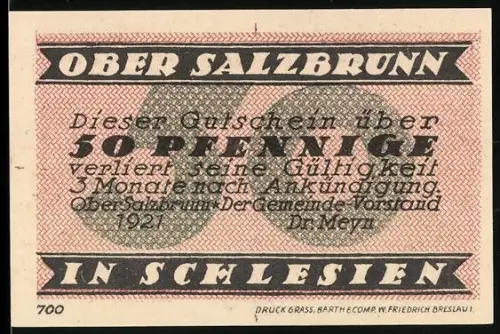 OBER SALZBRUNN
Dieser Gutschein über
50 PFENNIGE
verliert seine Gültigkeit
3 Monate nach Ankündigung.
Ober Salzbrunn•Der Gemeinde-Vorstand
1921 Dr Meyn
50
IN SCHLESIEN
700 DRUCK GRASS, BARTH & COMP. W. FRIEDRICH BRESLAU I.